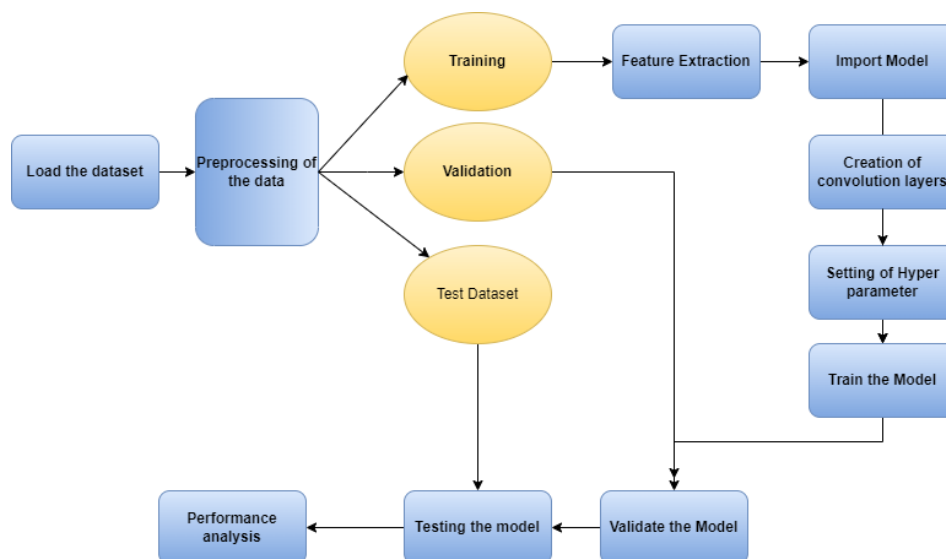 Training
Feature Extraction
Import Model
Load the dataset
Preprocessing of
the data
Validation
Creation of
convolution layers
Test Dataset
Setting of Hyper
parameter
Train the Model
Performance
analysis
Testing the model
Validate the Model